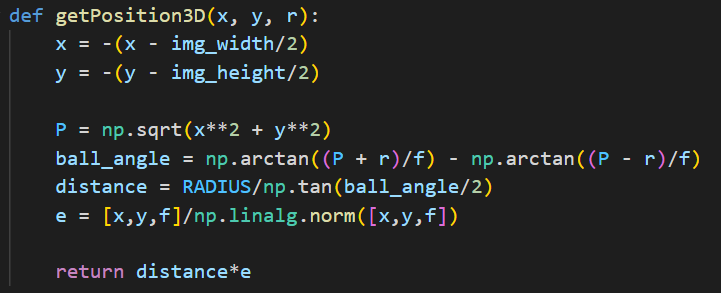 def getPosition3D(x, y, r):
    x = -(x - img_width/2)
    y = -(y - img_height/2)

    P = np.sqrt(x**2 + y**2)
    ball_angle = np.arctan((P + r)/f) - np.arctan((P - r)/f)
    distance = RADIUS/np.tan(ball_angle/2)
    e = [x,y,f]/np.linalg.norm([x,y,f])

    return distance*e